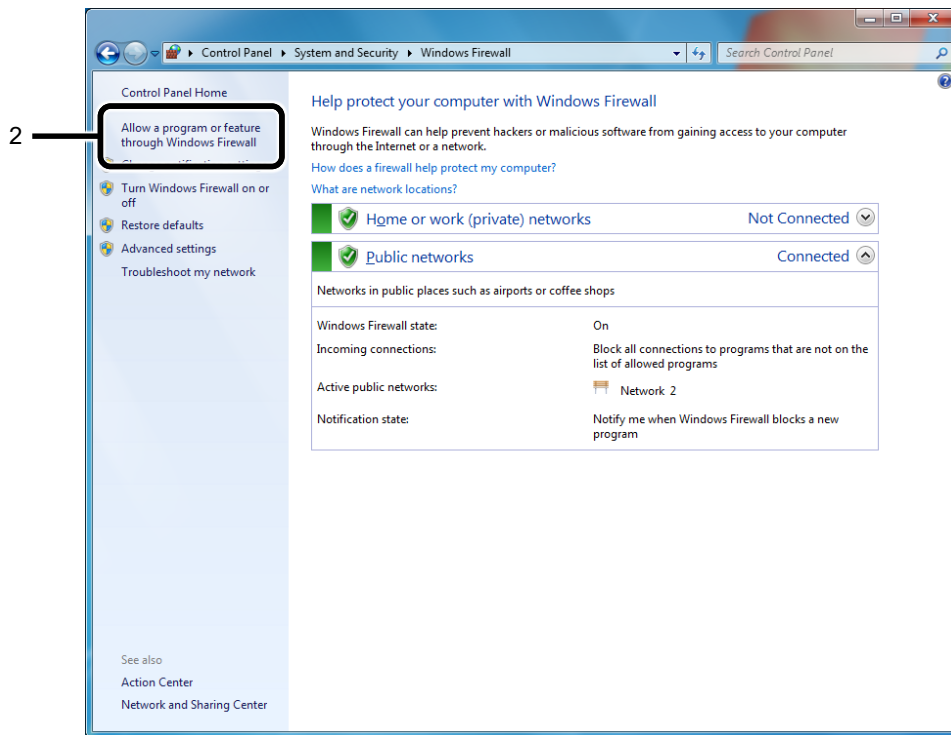 Control Panel System and Security Windows Firewall
Search Control Panel
Control Panel Home
2
Allow a program or feature
through Windows Firewall
Turn Windows Firewall on or
off
Restore defaults
Advanced settings
Troubleshoot my network
See also
Action Center
Network and Sharing Center
Help protect your computer with Windows Firewall
Windows Firewall can help prevent hackers or malicious software from gaining access to your computer
through the Internet or a network.
How does a firewall help protect my computer?
What are network locations?
Home or work (private) networks Not Connected
Public networks Connected
Networks in public places such as airports or coffee shops
Windows Firewall state: On
Incoming connections: Block all connections to programs that are not on the
list of allowed programs
Active public networks: Network 2
Notification state: Notify me when Windows Firewall blocks a new
program